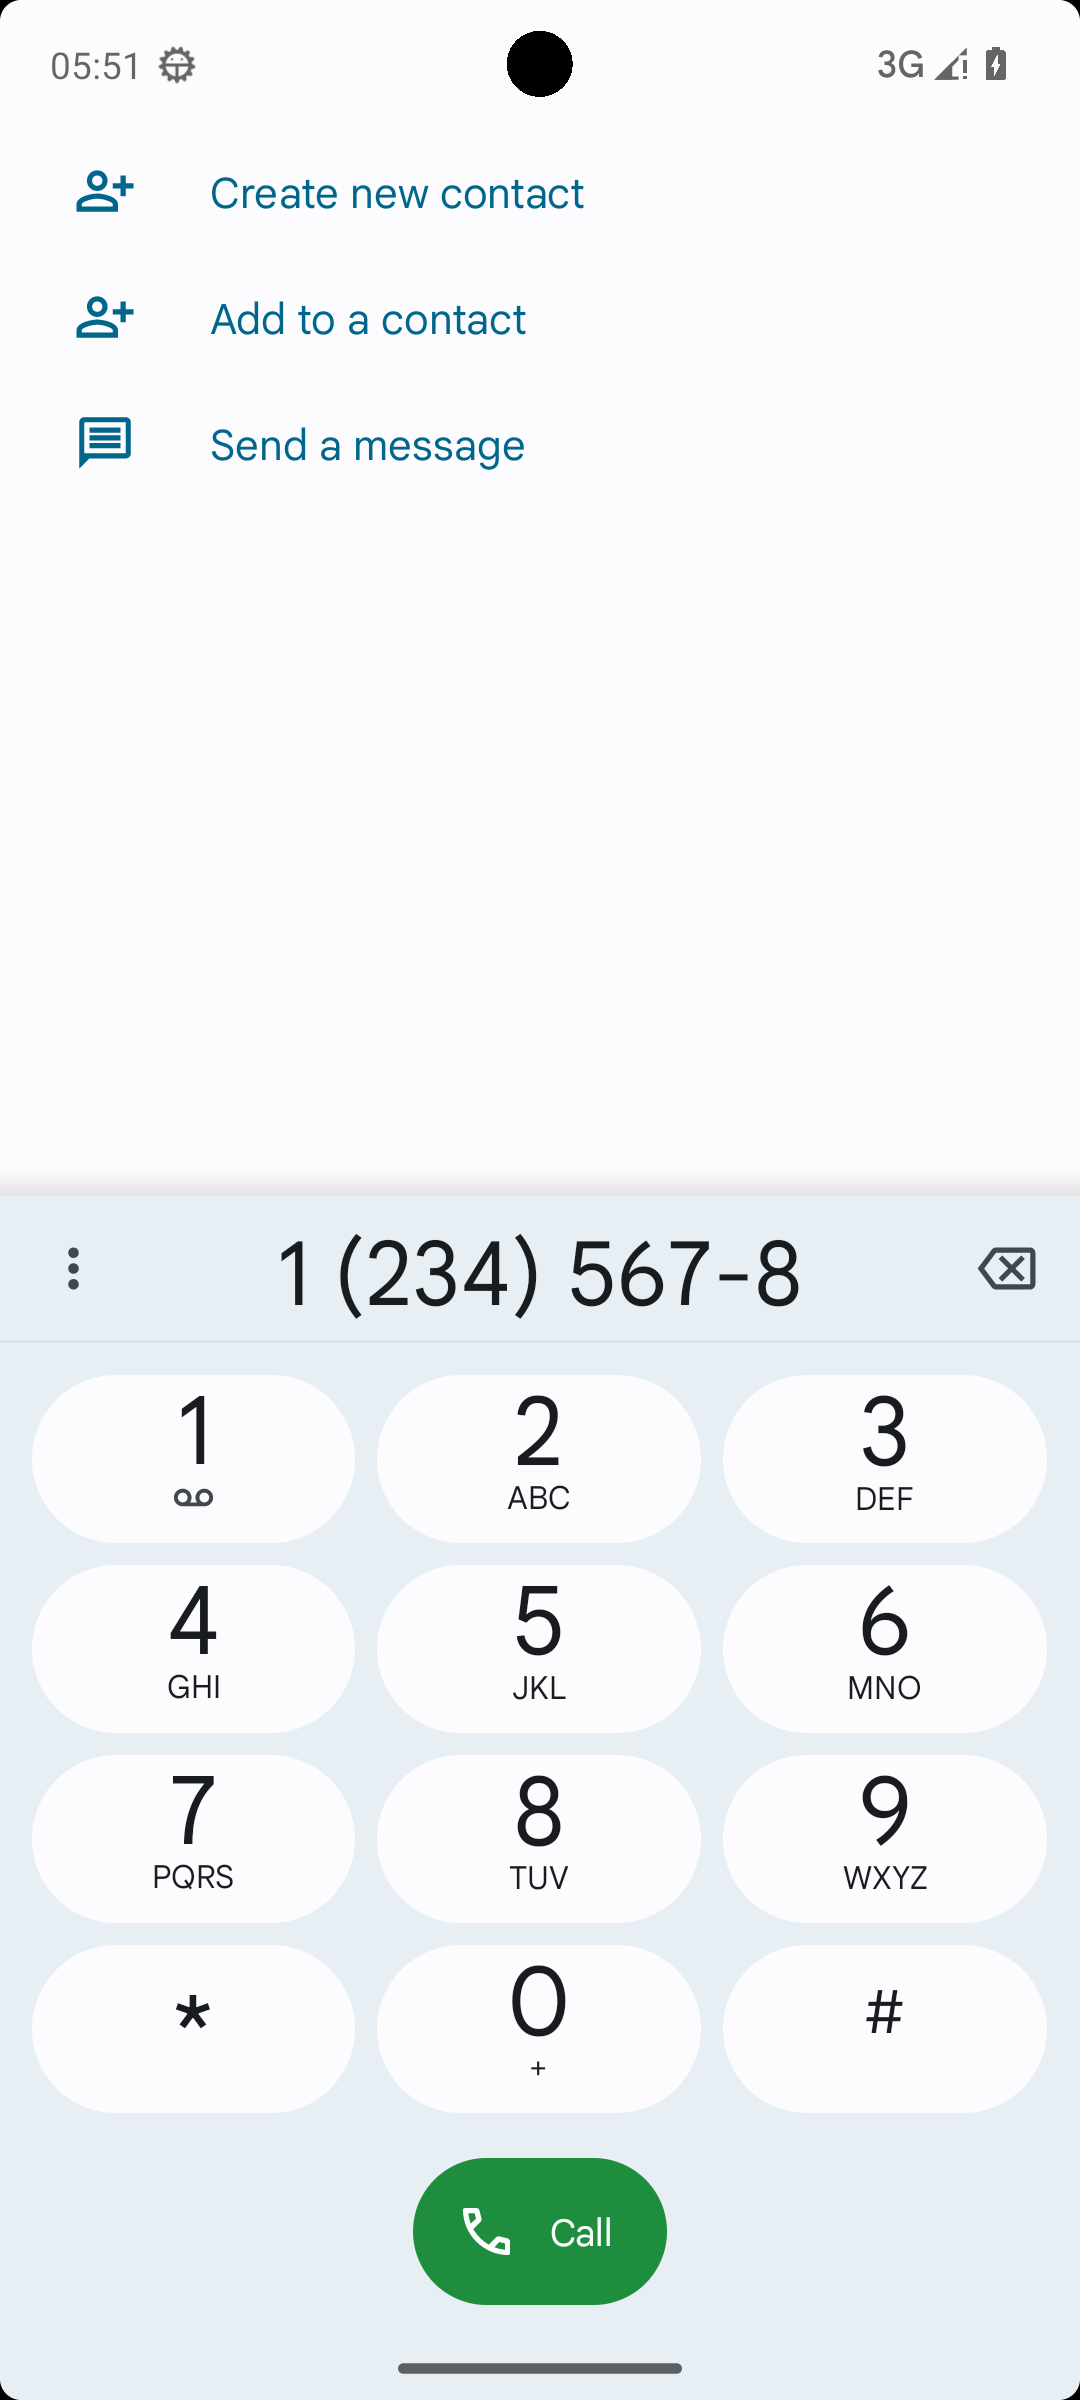 05:51 3G
Create new contact
Add to a contact
Send a message
1 (234) 567-8
1 2 3
ABC DEF
4 5 6
GHI JKL MNO
7 8 9
PQRS TUV WXYZ
* 0 #
+
Call